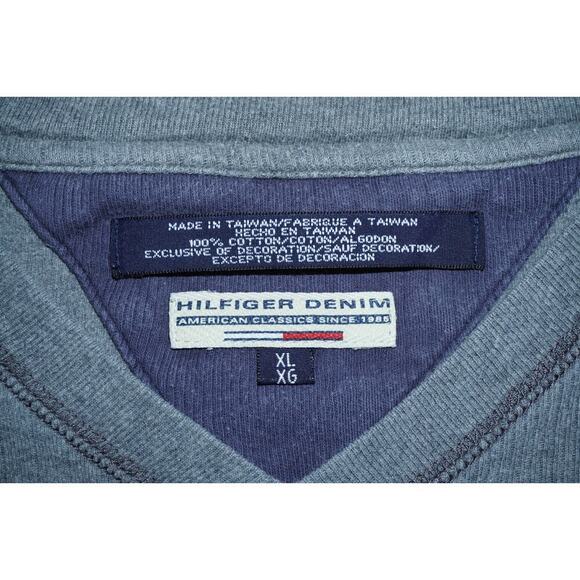 MADE IN TAIWAN/FABRIQUE A TAIWAN
HECHO EN TAIWAN
100% COTTON/COTON/ALGODON
EXCLUSIVE OF DECORATION/SAUF DECORATION/
EXCEPTO DE DECORACION
HILFIGER DENIM
AMERICAN CLASSICS SINCE 1985
XL
XG